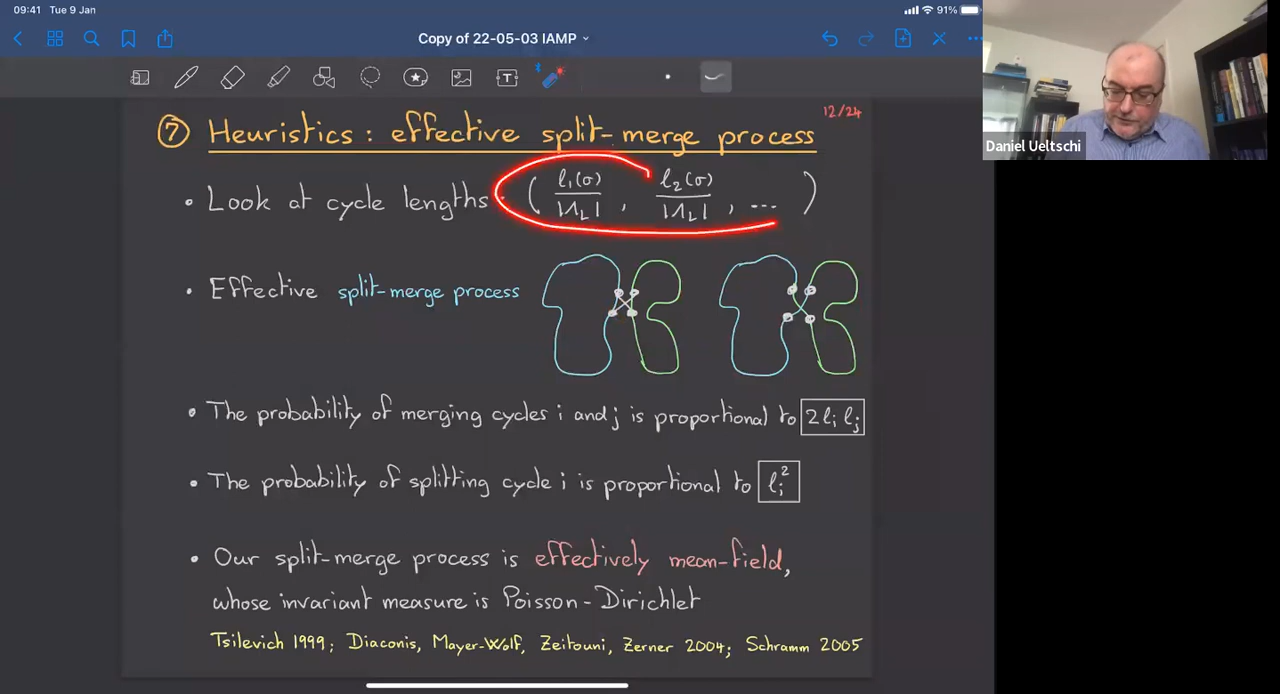 09:41 Tue 9 Jan
91%
Copy of 22-05-03 IAMP
12/24
⑦ Heuristics : effective split-merge process
• Look at cycle lengths : ( l₁(σ)/|Λ_L| , l₂(σ)/|Λ_L| , ... )
• Effective split-merge process
• The probability of merging cycles i and j is proportional to 2 lᵢ lⱼ
• The probability of splitting cycle i is proportional to lᵢ²
• Our split-merge process is effectively mean-field,
whose invariant measure is Poisson-Dirichlet
Tsilevich 1999; Diaconis, Mayer-Wolf, Zeitouni, Zerner 2004; Schramm 2005
Daniel Ueltschi